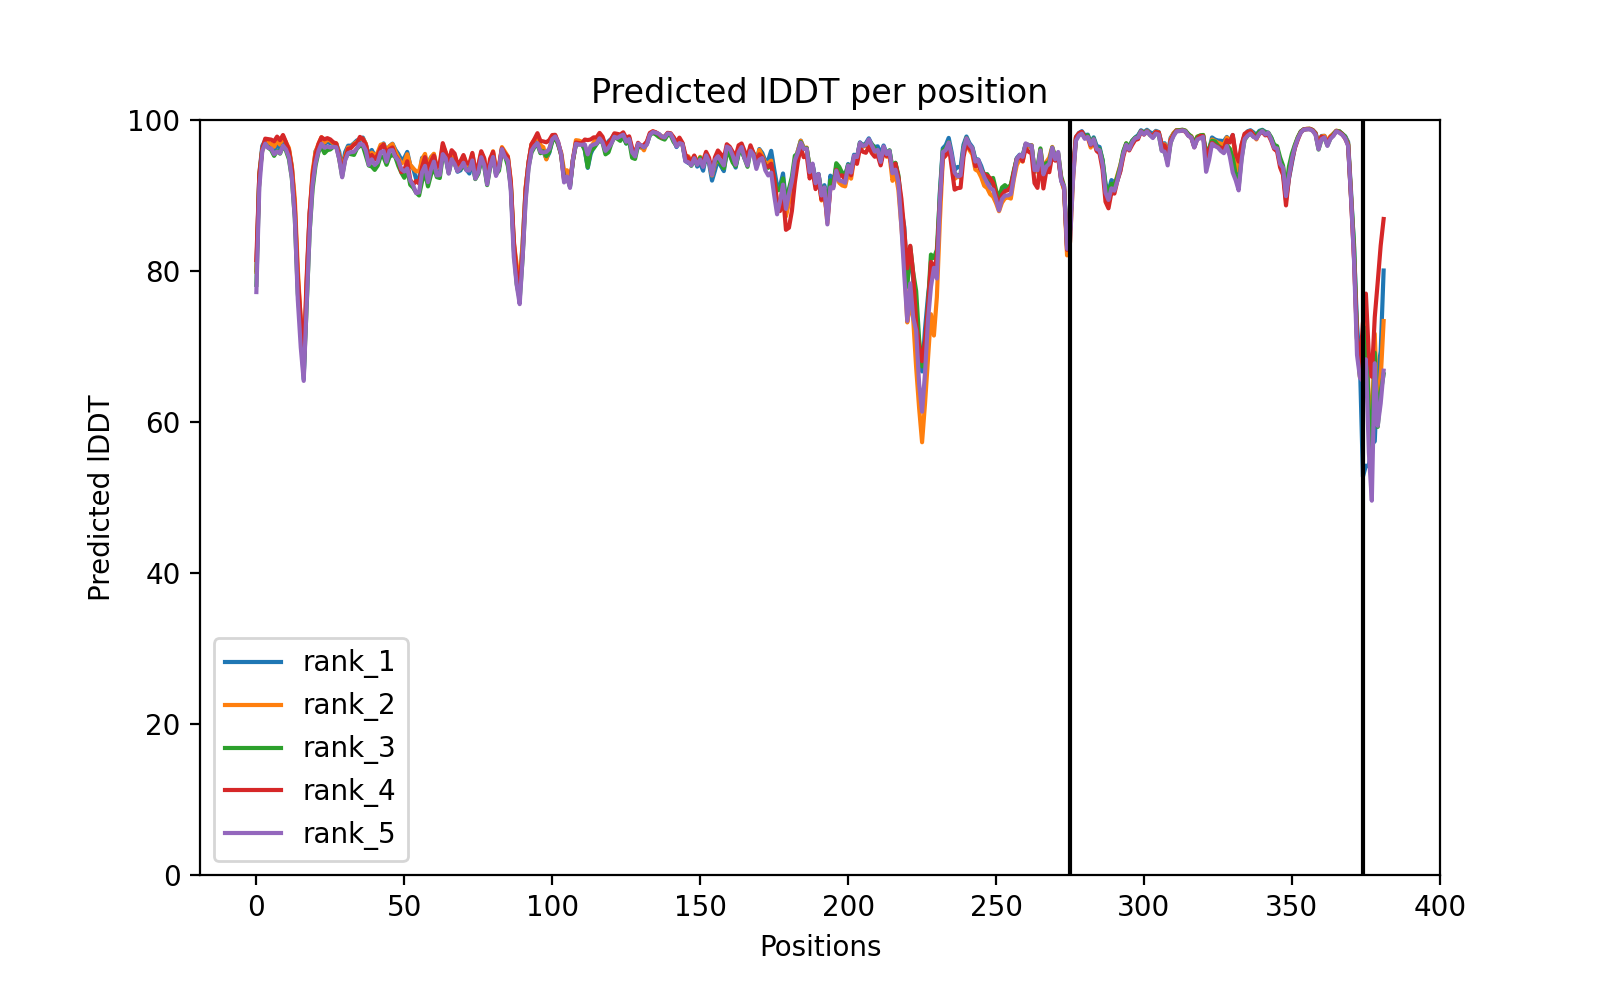 Predicted lDDT per position
Predicted lDDT
100
80
60
40
20
0
rank_1
rank_2
rank_3
rank_4
rank_5
0 50 100 150 200 250 300 350 400
Positions